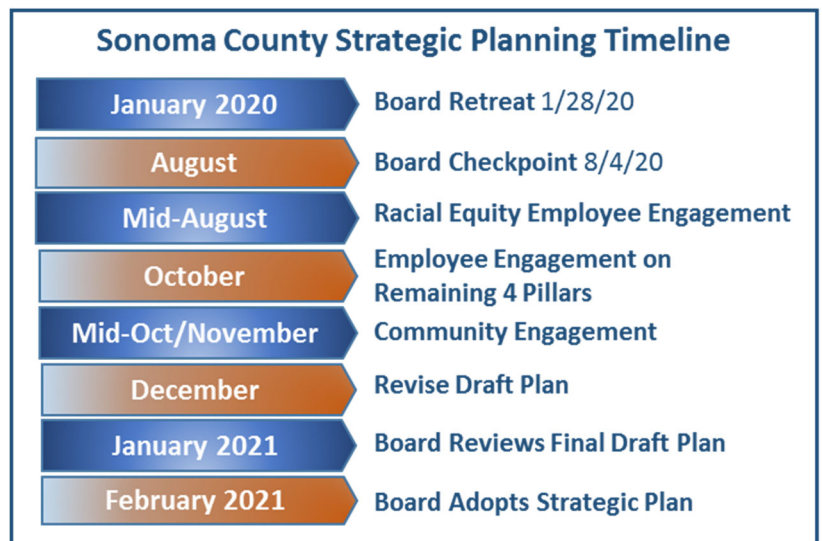 Sonoma County Strategic Planning Timeline
January 2020
Board Retreat 1/28/20
August
Board Checkpoint 8/4/20
Mid-August
Racial Equity Employee Engagement
October
Employee Engagement on
Remaining 4 Pillars
Mid-Oct/November
Community Engagement
December
Revise Draft Plan
January 2021
Board Reviews Final Draft Plan
February 2021
Board Adopts Strategic Plan